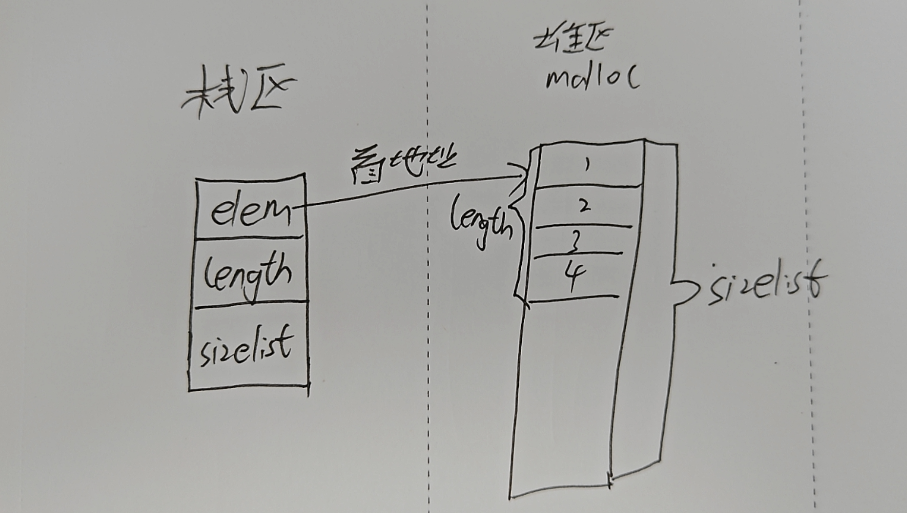 栈区
堆区
malloc
首地址
elem
length
sizelist
length
1
2
3
4
sizelist